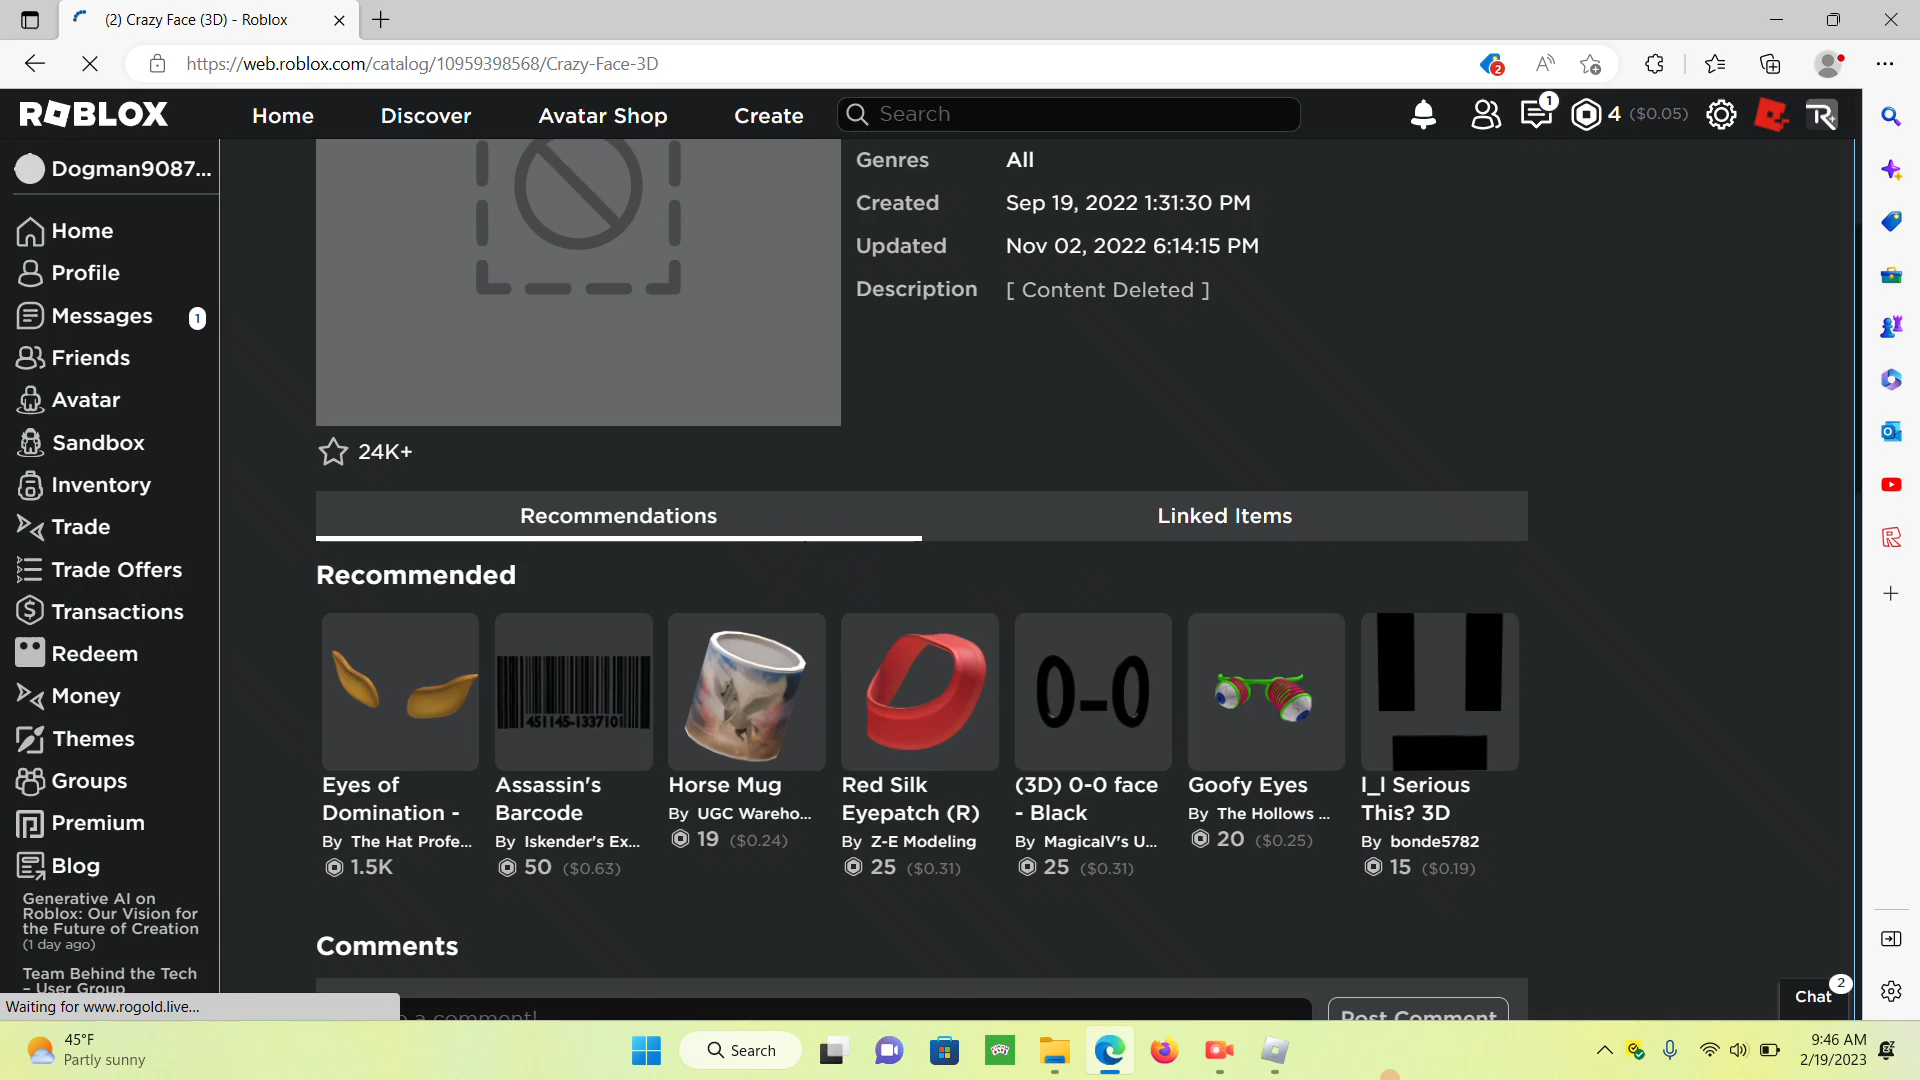 (2) Crazy Face (3D) - Roblox
https://web.roblox.com/catalog/10959398568/Crazy-Face-3D
2
ROBLOX
Home
Discover
Avatar Shop
Create
Search
1
4 ($0.05)
Dogman9087...
Home
Profile
Messages
1
Friends
Avatar
Sandbox
Inventory
Trade
Trade Offers
Transactions
Redeem
Money
Themes
Groups
Premium
Blog
Generative AI on
Roblox: Our Vision for
the Future of Creation
(1 day ago)
Team Behind the Tech
– User Group
Genres All
Created Sep 19, 2022 1:31:30 PM
Updated Nov 02, 2022 6:14:15 PM
Description [ Content Deleted ]
24K+
Recommendations
Linked Items
Recommended
451145-1337101
0-0
Eyes of
Domination -
By The Hat Profe...
1.5K
Assassin's
Barcode
By Iskender's Ex...
50 ($0.63)
Horse Mug
By UGC Wareho...
19 ($0.24)
Red Silk
Eyepatch (R)
By Z-E Modeling
25 ($0.31)
(3D) 0-0 face
- Black
By MagicalV's U...
25 ($0.31)
Goofy Eyes
By The Hollows ...
20 ($0.25)
I_I Serious
This? 3D
By bonde5782
15 ($0.19)
Comments
a comment!
Post Comment
Chat
2
Waiting for www.rogold.live...
45°F
Partly sunny
Search
9:46 AM
2/19/2023